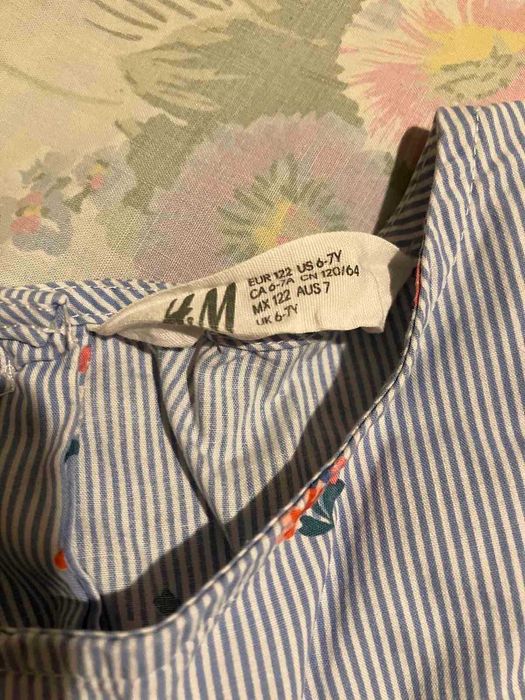 H&M
EUR 122 US 6-7Y
CA 6-7A CN 120/64
MX 122 AUS 7
UK 6-7Y